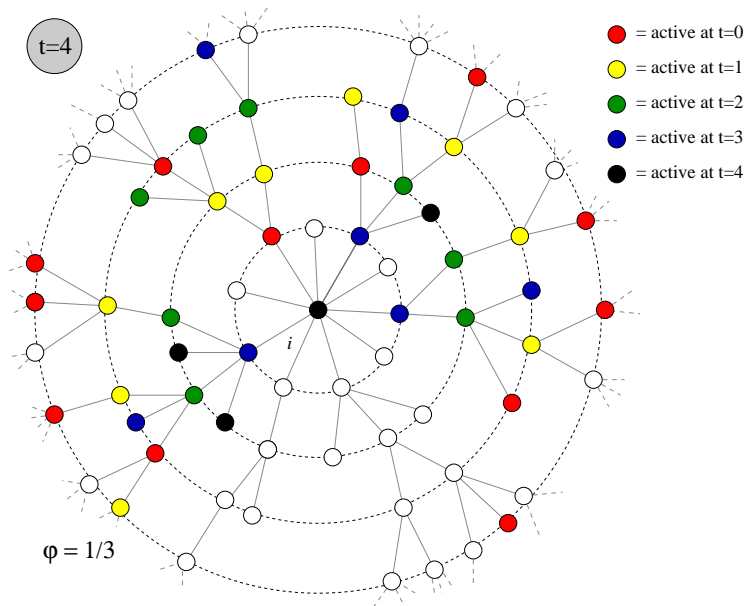 t=4
= active at t=0
= active at t=1
= active at t=2
= active at t=3
= active at t=4
i
φ = 1/3